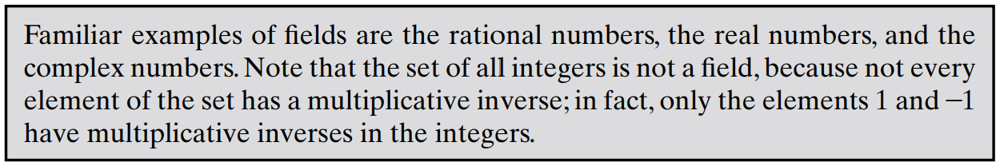 Familiar examples of fields are the rational numbers, the real numbers, and the
complex numbers. Note that the set of all integers is not a field, because not every
element of the set has a multiplicative inverse; in fact, only the elements 1 and −1
have multiplicative inverses in the integers.